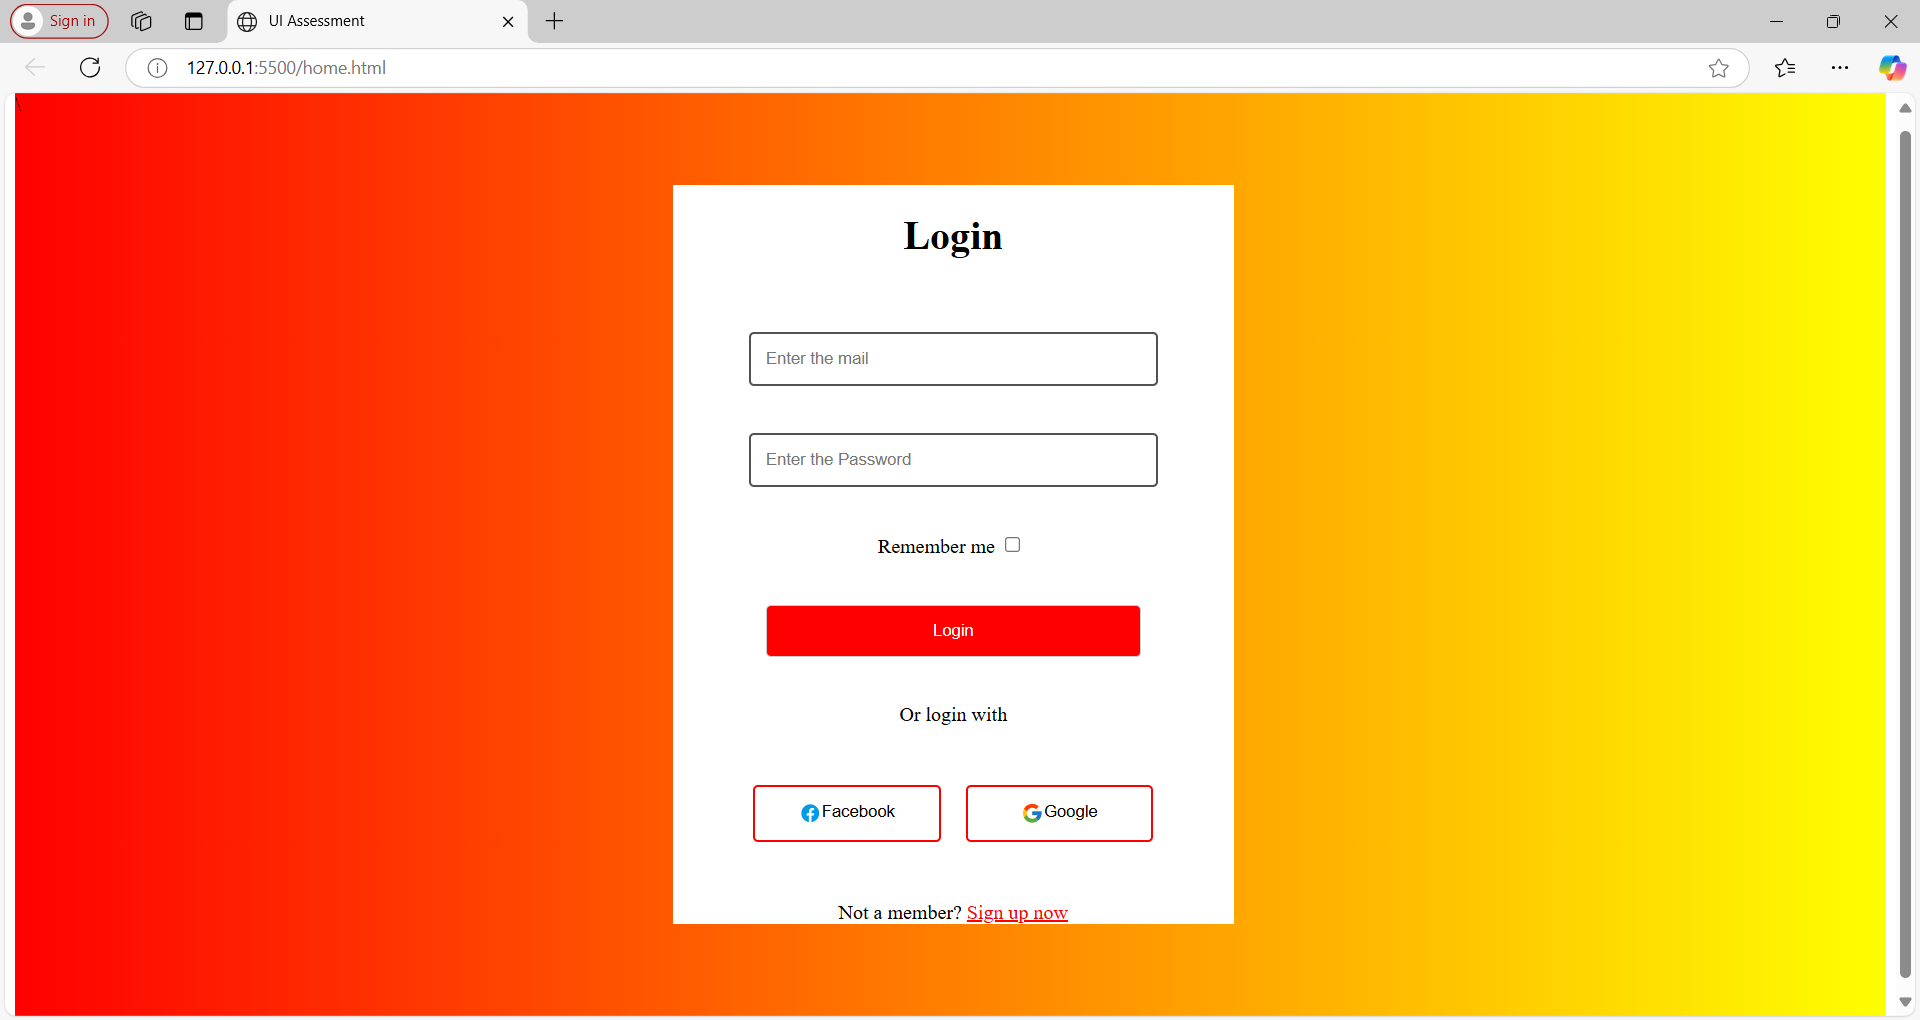 Sign in
UI Assessment
127.0.0.1:5500/home.html
\
Login
Enter the mail
Enter the Password
Remember me
Login
Or login with
Facebook
Google
Not a member? Sign up now